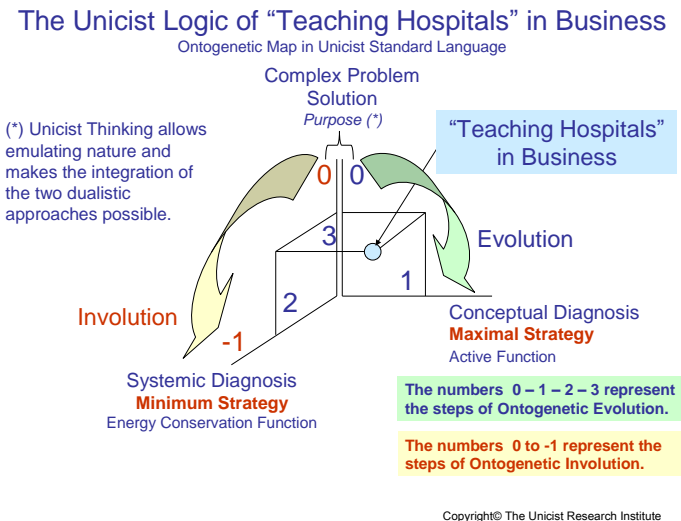 The Unicist Logic of “Teaching Hospitals” in Business
Ontogenetic Map in Unicist Standard Language
Complex Problem
Solution
Purpose (*)
(*) Unicist Thinking allows
emulating nature and
makes the integration of
the two dualistic
approaches possible.
“Teaching Hospitals”
in Business
0 0
3
Evolution
1
2
Involution
-1
Conceptual Diagnosis
Maximal Strategy
Active Function
Systemic Diagnosis
Minimum Strategy
Energy Conservation Function
The numbers 0 – 1 – 2 – 3 represent
the steps of Ontogenetic Evolution.
The numbers 0 to -1 represent the
steps of Ontogenetic Involution.
Copyright© The Unicist Research Institute